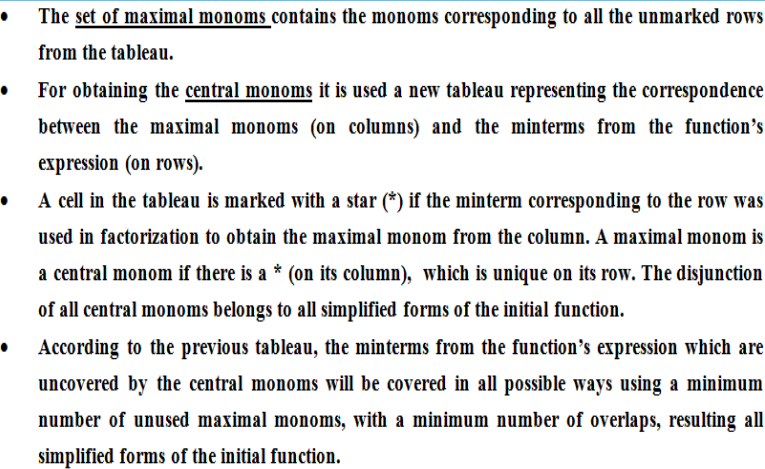 • The set of maximal monoms contains the monoms corresponding to all the unmarked rows
from the tableau.
• For obtaining the central monoms it is used a new tableau representing the correspondence
between the maximal monoms (on columns) and the minterms from the function’s
expression (on rows).
• A cell in the tableau is marked with a star (*) if the minterm corresponding to the row was
used in factorization to obtain the maximal monom from the column. A maximal monom is
a central monom if there is a * (on its column), which is unique on its row. The disjunction
of all central monoms belongs to all simplified forms of the initial function.
• According to the previous tableau, the minterms from the function’s expression which are
uncovered by the central monoms will be covered in all possible ways using a minimum
number of unused maximal monoms, with a minimum number of overlaps, resulting all
simplified forms of the initial function.